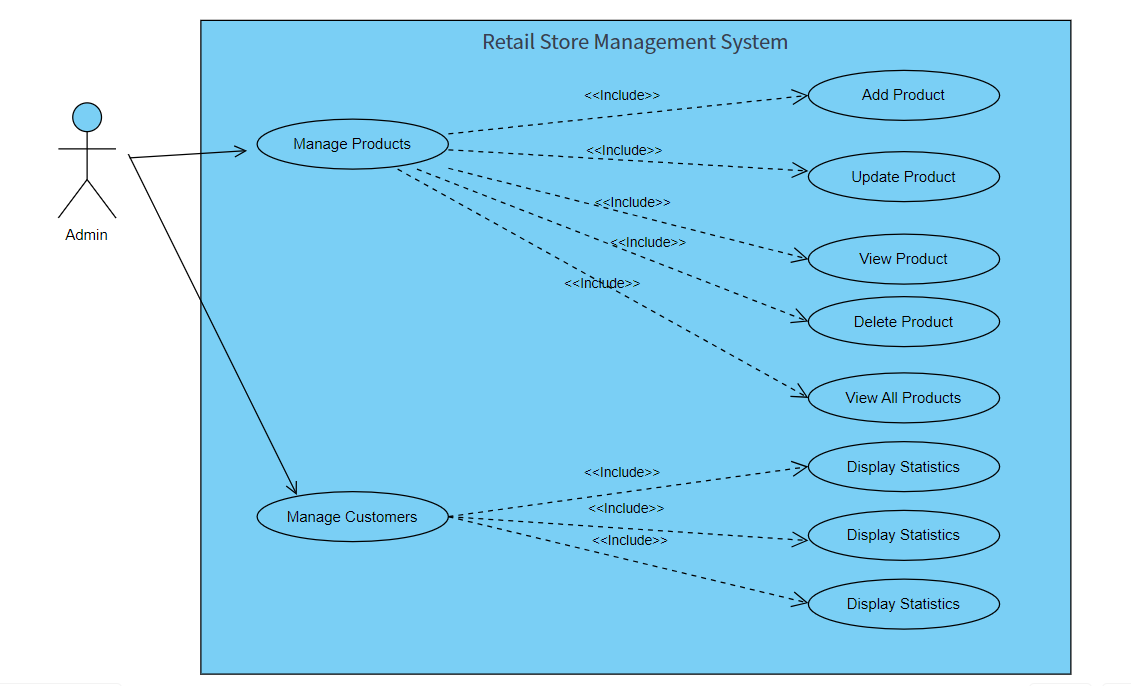 Retail Store Management System
<<Include>>
Add Product
Manage Products
<<Include>>
Update Product
<<Include>>
Admin
<<Include>>
View Product
<<Include>>
Delete Product
View All Products
<<Include>>
Display Statistics
<<Include>>
Manage Customers
<<Include>>
Display Statistics
Display Statistics